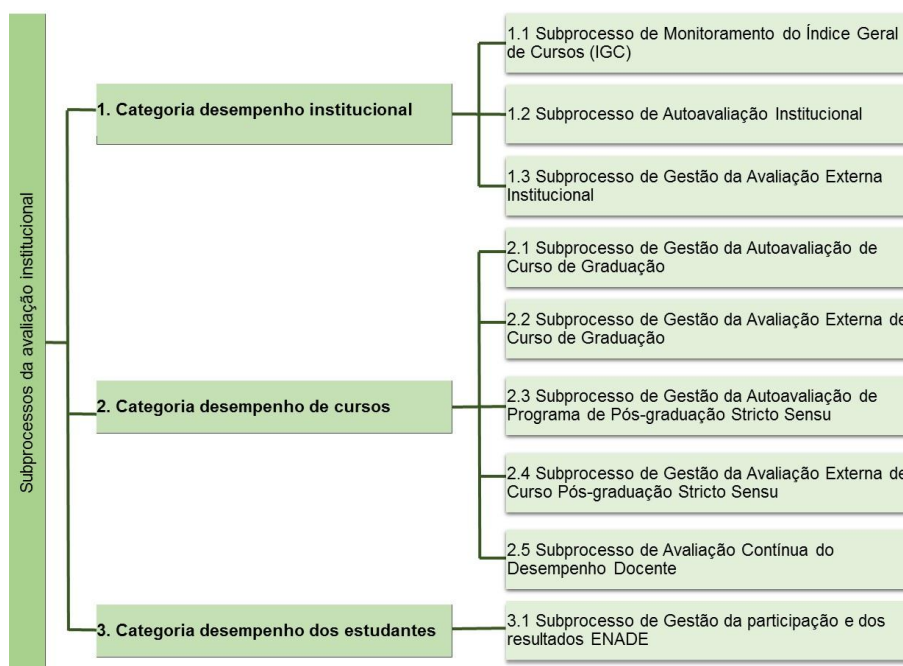 Subprocessos da avaliação institucional
1. Categoria desempenho institucional
1.1 Subprocesso de Monitoramento do Índice Geral
de Cursos (IGC)
1.2 Subprocesso de Autoavaliação Institucional
1.3 Subprocesso de Gestão da Avaliação Externa
Institucional
2. Categoria desempenho de cursos
2.1 Subprocesso de Gestão da Autoavaliação de
Curso de Graduação
2.2 Subprocesso de Gestão da Avaliação Externa de
Curso de Graduação
2.3 Subprocesso de Gestão da Autoavaliação de
Programa de Pós-graduação Stricto Sensu
2.4 Subprocesso de Gestão da Avaliação Externa de
Curso Pós-graduação Stricto Sensu
2.5 Subprocesso de Avaliação Contínua do
Desempenho Docente
3. Categoria desempenho dos estudantes
3.1 Subprocesso de Gestão da participação e dos
resultados ENADE